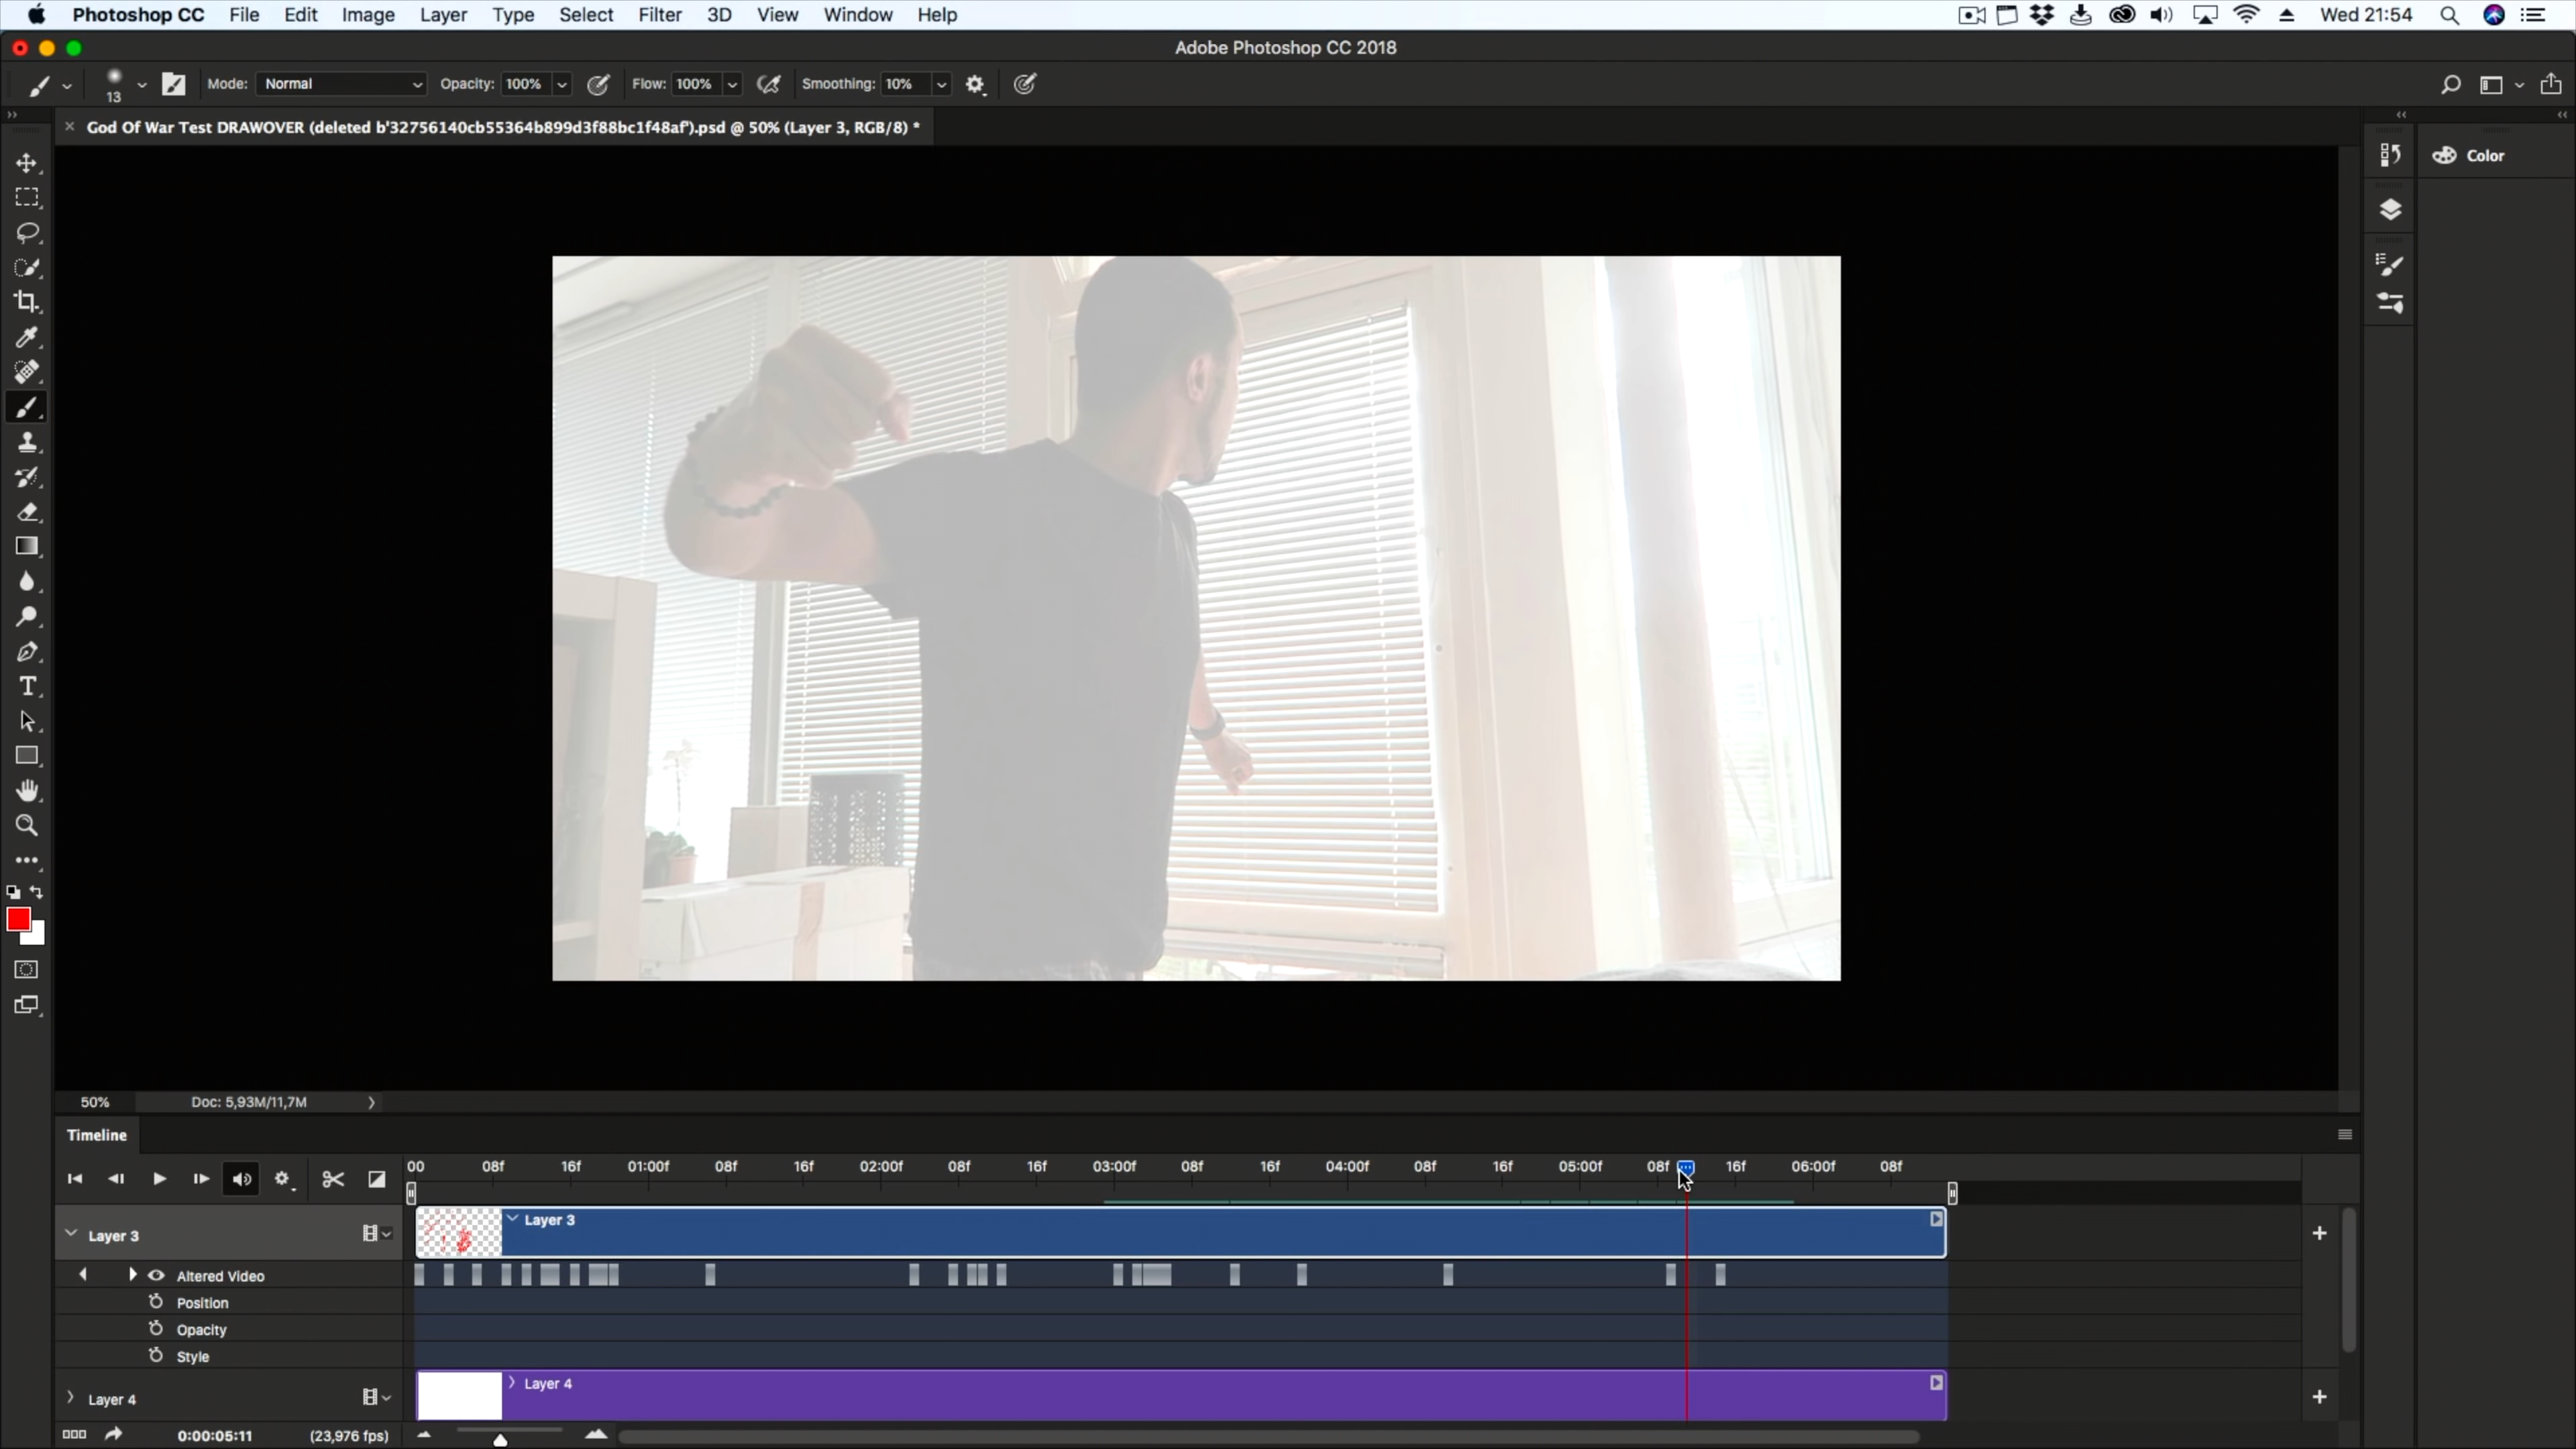 Photoshop CC File Edit Image Layer Type Select Filter 3D View Window Help Wed 21:54
Adobe Photoshop CC 2018
13 Mode: Normal Opacity: 100% Flow: 100% Smoothing: 10%
God Of War Test DRAWOVER (deleted b'32756140cb55364b899d3f88bc1f48af').psd @ 50% (Layer 3, RGB/8) *
Color
50% Doc: 5,93M/11,7M
Timeline
00 08f 16f 01:00f 08f 16f 02:00f 08f 16f 03:00f 08f 16f 04:00f 08f 16f 05:00f 08f 16f 06:00f 08f
Layer 3 Layer 3
Altered Video
Position
Opacity
Style
Layer 4 Layer 4
0:00:05:11 (23,976 fps)